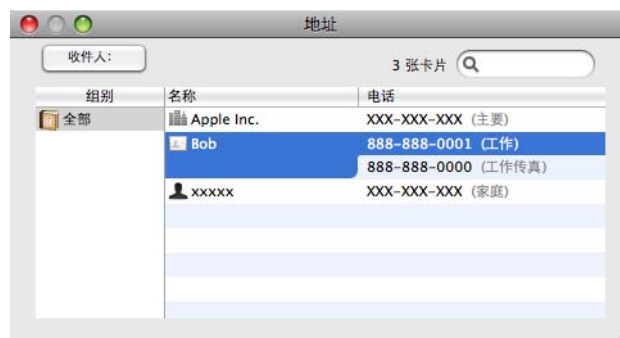 地址
收件人:
3 张卡片
组别 名称 电话
全部 Apple Inc. XXX-XXX-XXX (主要)
Bob 888-888-0001 (工作)
888-888-0000 (工作传真)
xxxxx XXX-XXX-XXX (家庭)